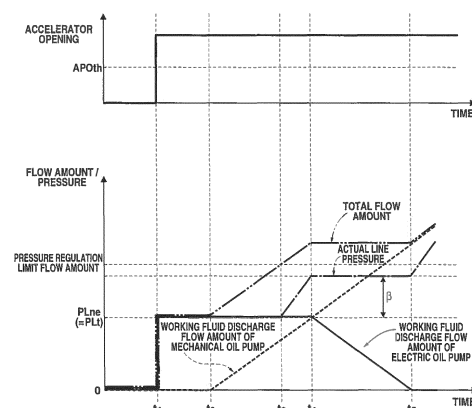 ACCELERATOR
OPENING
APOth
TIME
FLOW AMOUNT /
PRESSURE
TOTAL FLOW
AMOUNT
ACTUAL LINE
PRESSURE
PRESSURE REGULATION
LIMIT FLOW AMOUNT
β
PLne
(=PLt)
WORKING FLUID DISCHARGE
FLOW AMOUNT OF
MECHANICAL OIL PUMP
WORKING FLUID
DISCHARGE FLOW
AMOUNT OF
ELECTRIC OIL PUMP
0
TIME